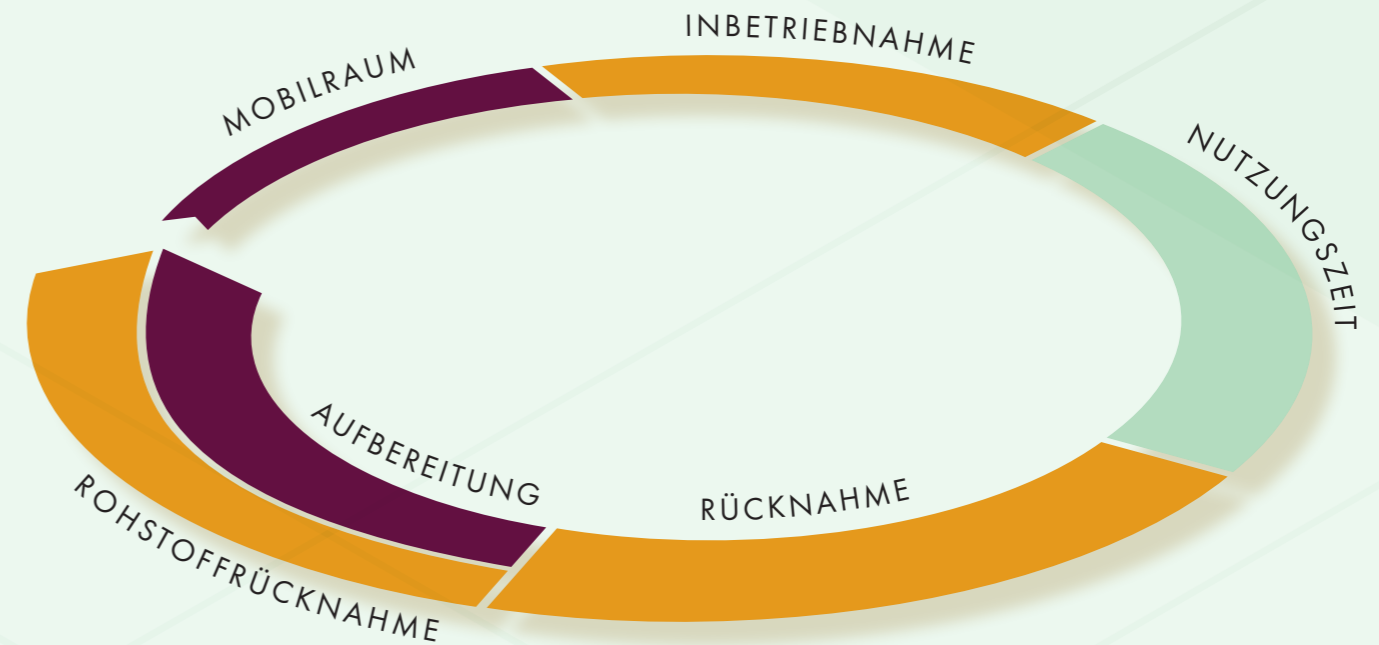 INBETRIEBNAHME
MOBILRAUM
NUTZUNGSZEIT
AUFBEREITUNG
RÜCKNAHME
ROHSTOFFRÜCKNAHME